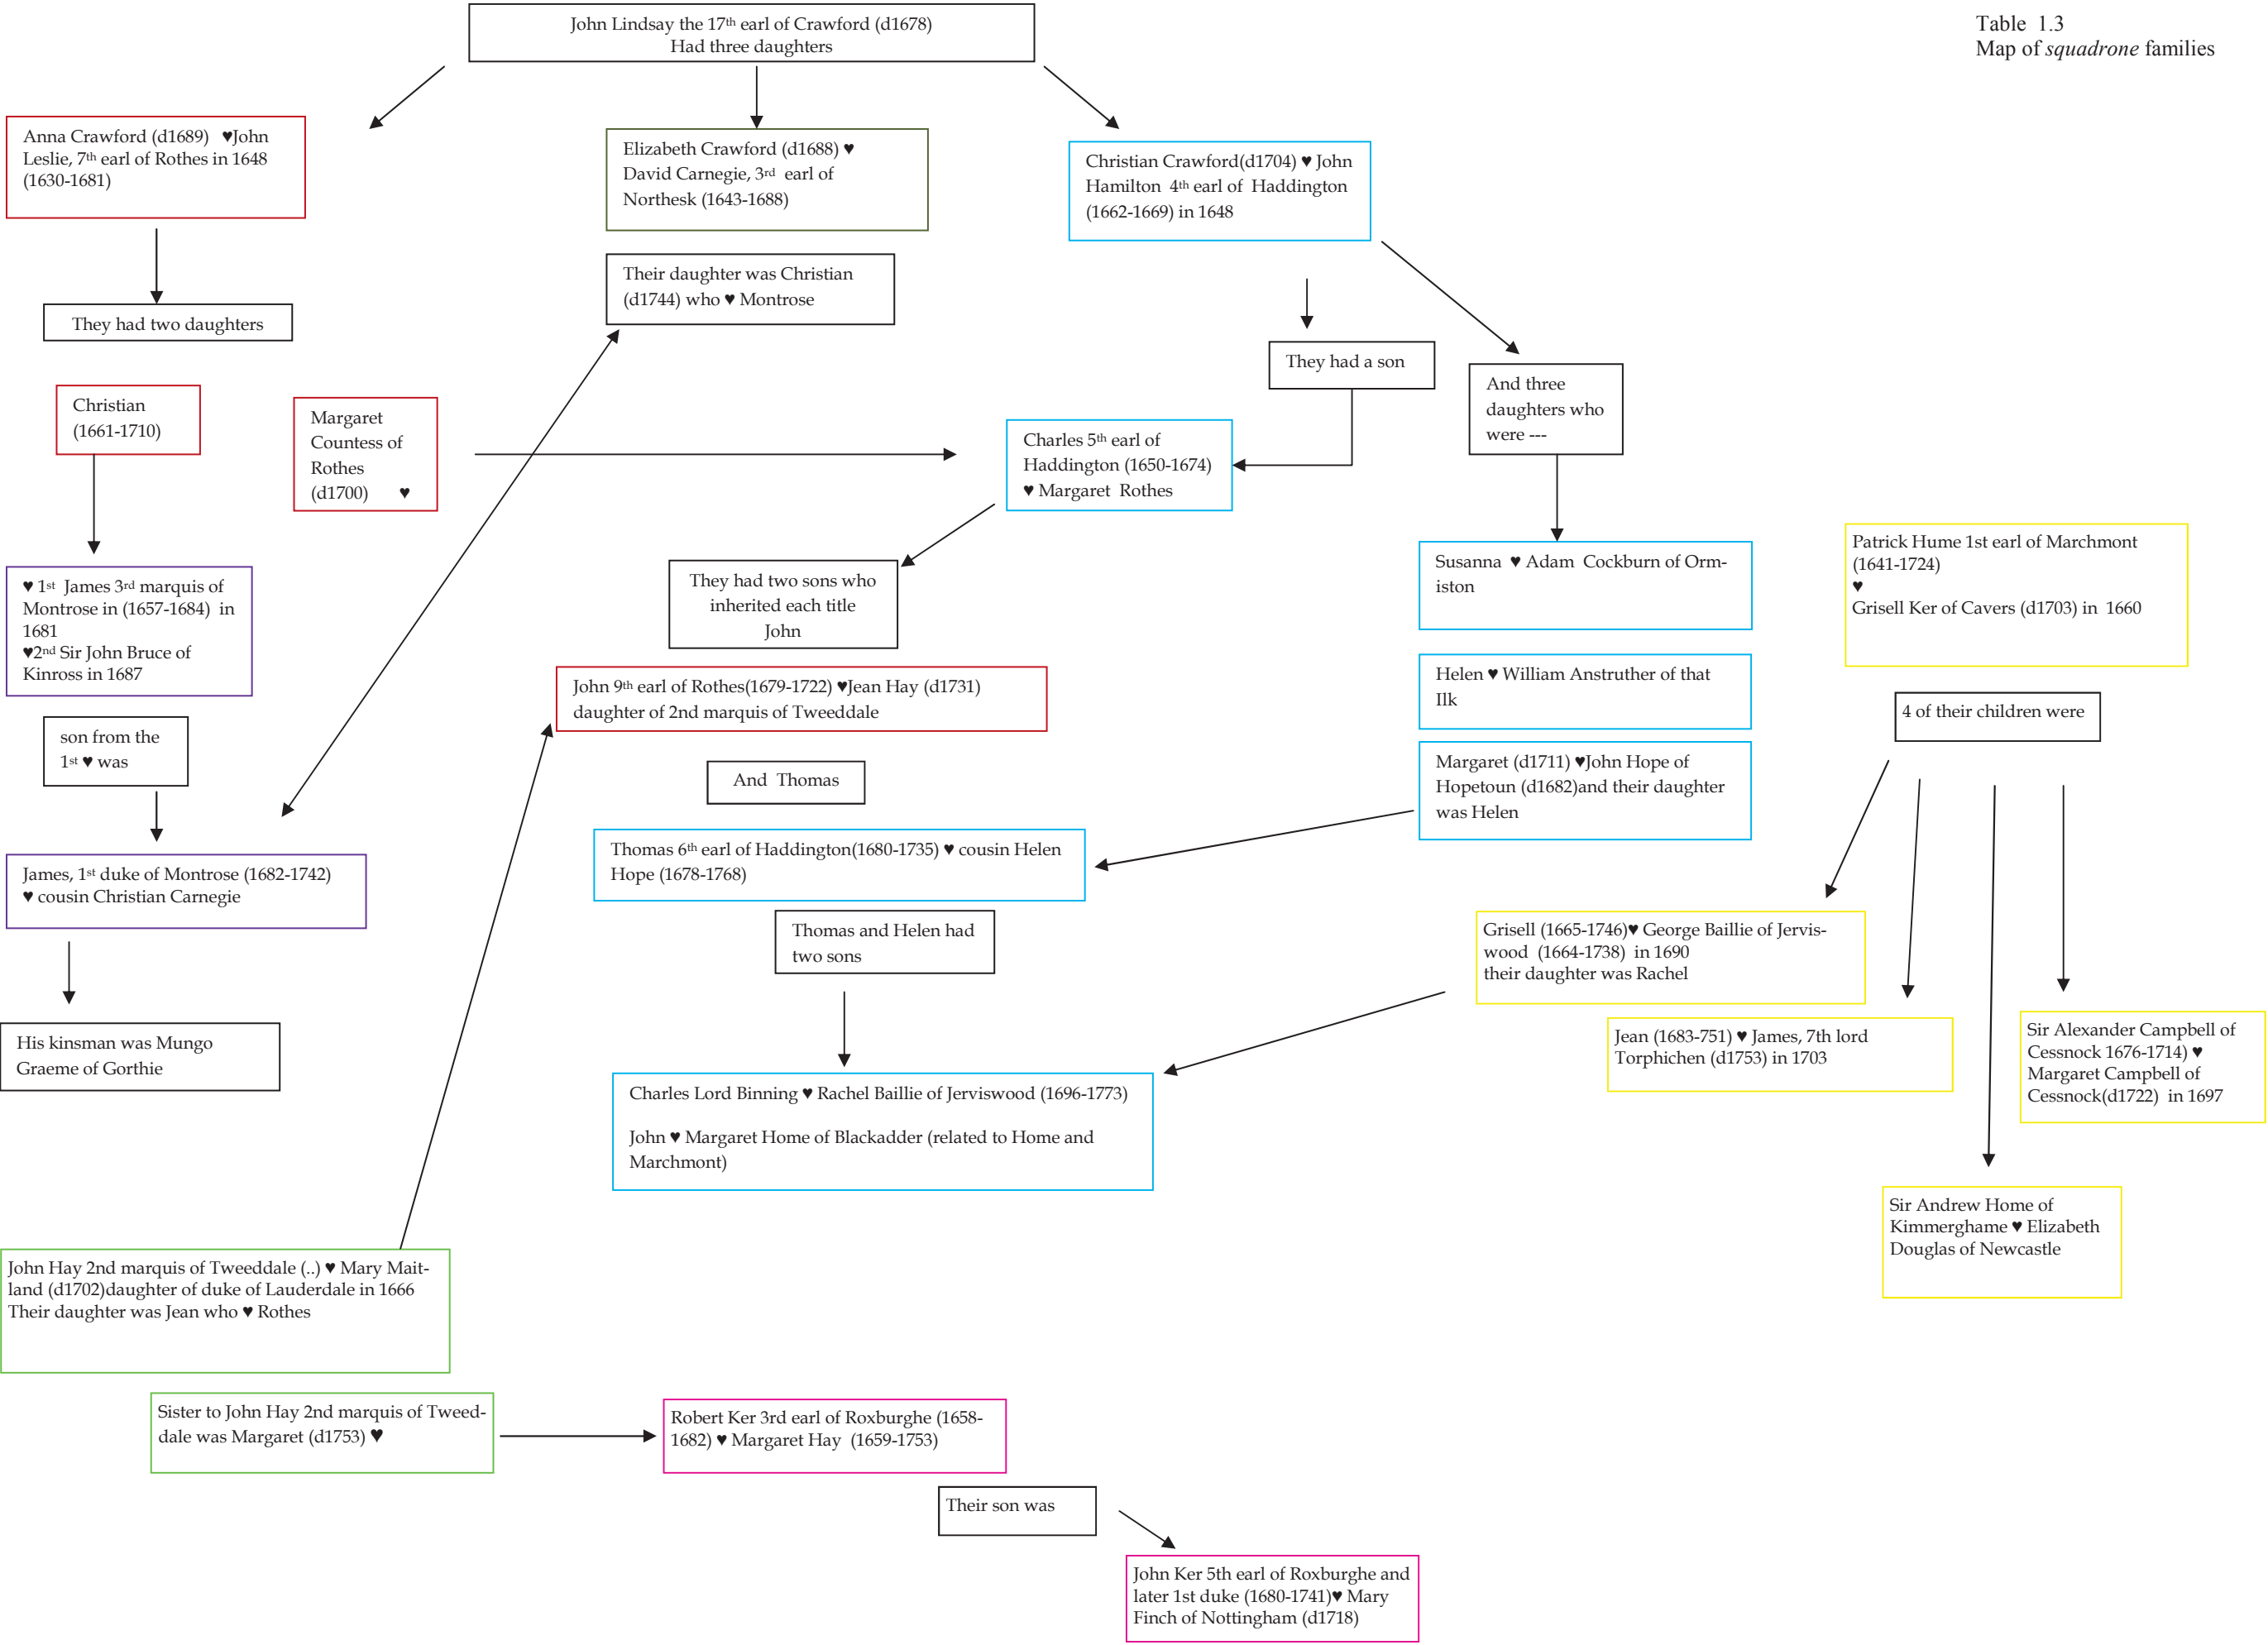 Table 1.3
Map of squadrone families
John Lindsay the 17th earl of Crawford (d1678)
Had three daughters
Anna Crawford (d1689) ♥John
Leslie, 7th earl of Rothes in 1648
(1630-1681)
Elizabeth Crawford (d1688) ♥
David Carnegie, 3rd earl of
Northesk (1643-1688)
Christian Crawford(d1704) ♥ John
Hamilton 4th earl of Haddington
(1662-1669) in 1648
They had two daughters
Their daughter was Christian
(d1744) who ♥ Montrose
They had a son
And three
daughters who
were ---
Christian
(1661-1710)
Margaret
Countess of
Rothes
(d1700) ♥
Charles 5th earl of
Haddington (1650-1674)
♥ Margaret Rothes
♥ 1st James 3rd marquis of
Montrose in (1657-1684) in
1681
♥2nd Sir John Bruce of
Kinross in 1687
They had two sons who
inherited each title
John
Susanna ♥ Adam Cockburn of Orm-
iston
Patrick Hume 1st earl of Marchmont
(1641-1724)
♥
Grisell Ker of Cavers (d1703) in 1660
John 9th earl of Rothes(1679-1722) ♥Jean Hay (d1731)
daughter of 2nd marquis of Tweeddale
Helen ♥ William Anstruther of that
Ilk
4 of their children were
son from the
1st ♥ was
And Thomas
Margaret (d1711) ♥John Hope of
Hopetoun (d1682)and their daughter
was Helen
James, 1st duke of Montrose (1682-1742)
♥ cousin Christian Carnegie
Thomas 6th earl of Haddington(1680-1735) ♥ cousin Helen
Hope (1678-1768)
Thomas and Helen had
two sons
Grisell (1665-1746)♥ George Baillie of Jervis-
wood (1664-1738) in 1690
their daughter was Rachel
His kinsman was Mungo
Graeme of Gorthie
Jean (1683-751) ♥ James, 7th lord
Torphichen (d1753) in 1703
Sir Alexander Campbell of
Cessnock 1676-1714) ♥
Margaret Campbell of
Cessnock(d1722) in 1697
Charles Lord Binning ♥ Rachel Baillie of Jerviswood (1696-1773)
John ♥ Margaret Home of Blackadder (related to Home and
Marchmont)
Sir Andrew Home of
Kimmerghame ♥ Elizabeth
Douglas of Newcastle
John Hay 2nd marquis of Tweeddale (..) ♥ Mary Mait-
land (d1702)daughter of duke of Lauderdale in 1666
Their daughter was Jean who ♥ Rothes
Sister to John Hay 2nd marquis of Tweed-
dale was Margaret (d1753) ♥
Robert Ker 3rd earl of Roxburghe (1658-
1682) ♥ Margaret Hay (1659-1753)
Their son was
John Ker 5th earl of Roxburghe and
later 1st duke (1680-1741)♥ Mary
Finch of Nottingham (d1718)